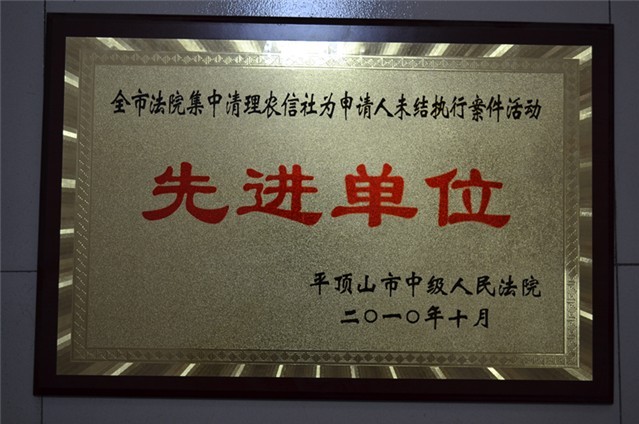 全市法院集中清理农信社为申请人未结执行案件活动
先进单位
平顶山市中级人民法院
二〇一〇年十月